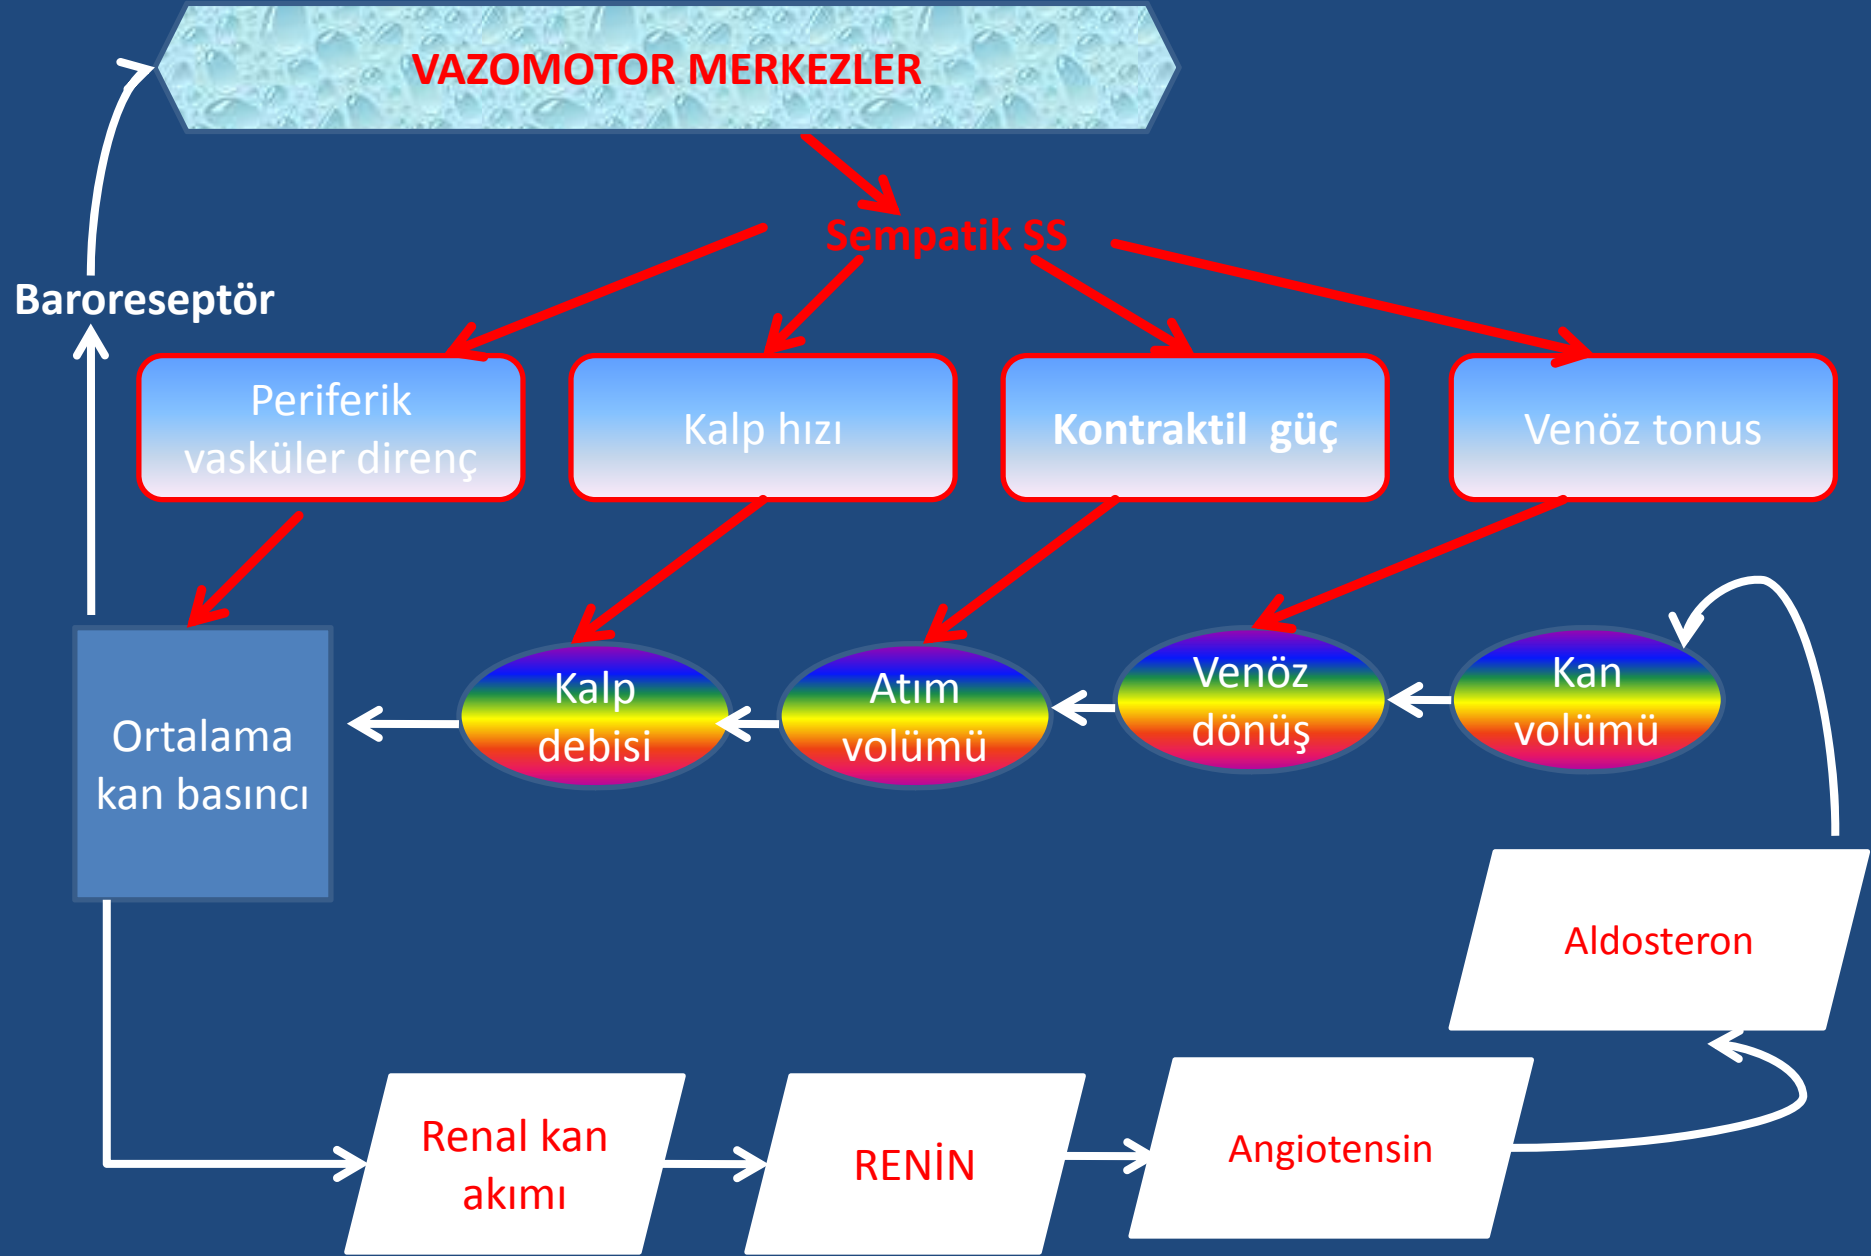 VAZOMOTOR MERKEZLER
Sempatik SS
Baroreseptör
Periferik
vasküler direnç
Kalp hızı
Kontraktil güç
Venöz tonus
Ortalama
kan basıncı
Kalp
debisi
Atım
volümü
Venöz
dönüş
Kan
volümü
Aldosteron
Renal kan
akımı
RENİN
Angiotensin